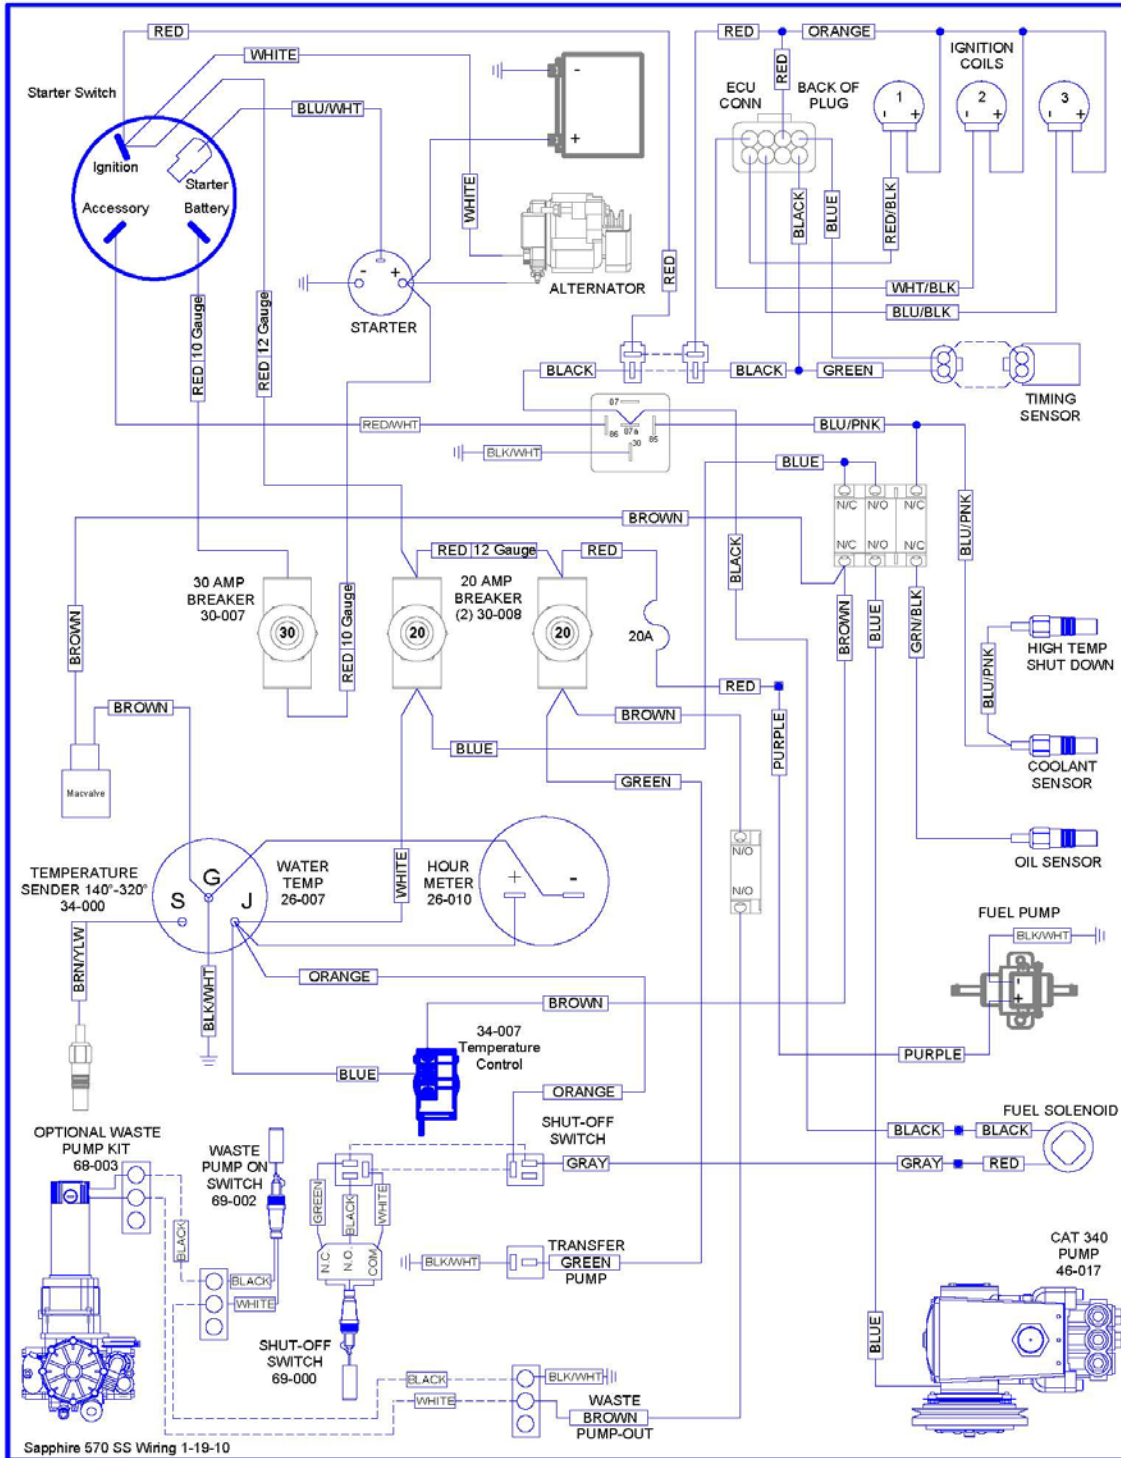 RED
WHITE
BLU/WHT
Starter Switch
Ignition
Starter
Accessory
Battery
-
+
WHITE
ALTERNATOR
-
+
STARTER
RED
RED
ORANGE
RED
ECU
CONN
BACK OF
PLUG
IGNITION
COILS
1
-
+
2
-
+
3
-
+
BLACK
BLUE
RED/BLK
WHT/BLK
BLU/BLK
RED 10 Gauge
RED 12 Gauge
BLACK
BLACK
GREEN
TIMING
SENSOR
87
86
87a
85
30
RED/WHT
BLK/WHT
BLU/PNK
BLUE
N/C
N/O
N/C
N/C
N/O
N/C
BLU/PNK
BROWN
BLACK
RED 12 Gauge
RED
30 AMP
BREAKER
30-007
30
RED 10 Gauge
20
20 AMP
BREAKER
(2) 30-008
20
20A
BROWN
BLUE
GRN/BLK
BROWN
HIGH TEMP
SHUT DOWN
BLU/PNK
RED
BROWN
BROWN
BLUE
PURPLE
COOLANT
SENSOR
GREEN
Macvalve
N/O
N/O
OIL SENSOR
TEMPERATURE
SENDER 140°-320°
34-000
S
G
J
WATER
TEMP
26-007
WHITE
HOUR
METER
26-010
+
-
FUEL PUMP
BLK/WHT
-
+
BRN/YLW
BLK/WHT
ORANGE
BROWN
34-007
Temperature
Control
PURPLE
BLUE
ORANGE
SHUT-OFF
SWITCH
FUEL SOLENOID
BLACK
BLACK
GRAY
GRAY
RED
OPTIONAL WASTE
PUMP KIT
68-003
WASTE
PUMP ON
SWITCH
69-002
GREEN
BLACK
WHITE
N.C.
N.O.
COM
BLACK
BLACK
WHITE
BLK/WHT
TRANSFER
GREEN
PUMP
CAT 340
PUMP
46-017
BLUE
SHUT-OFF
SWITCH
69-000
BLACK
BLK/WHT
WHITE
WASTE
BROWN
PUMP-OUT
Sapphire 570 SS Wiring 1-19-10